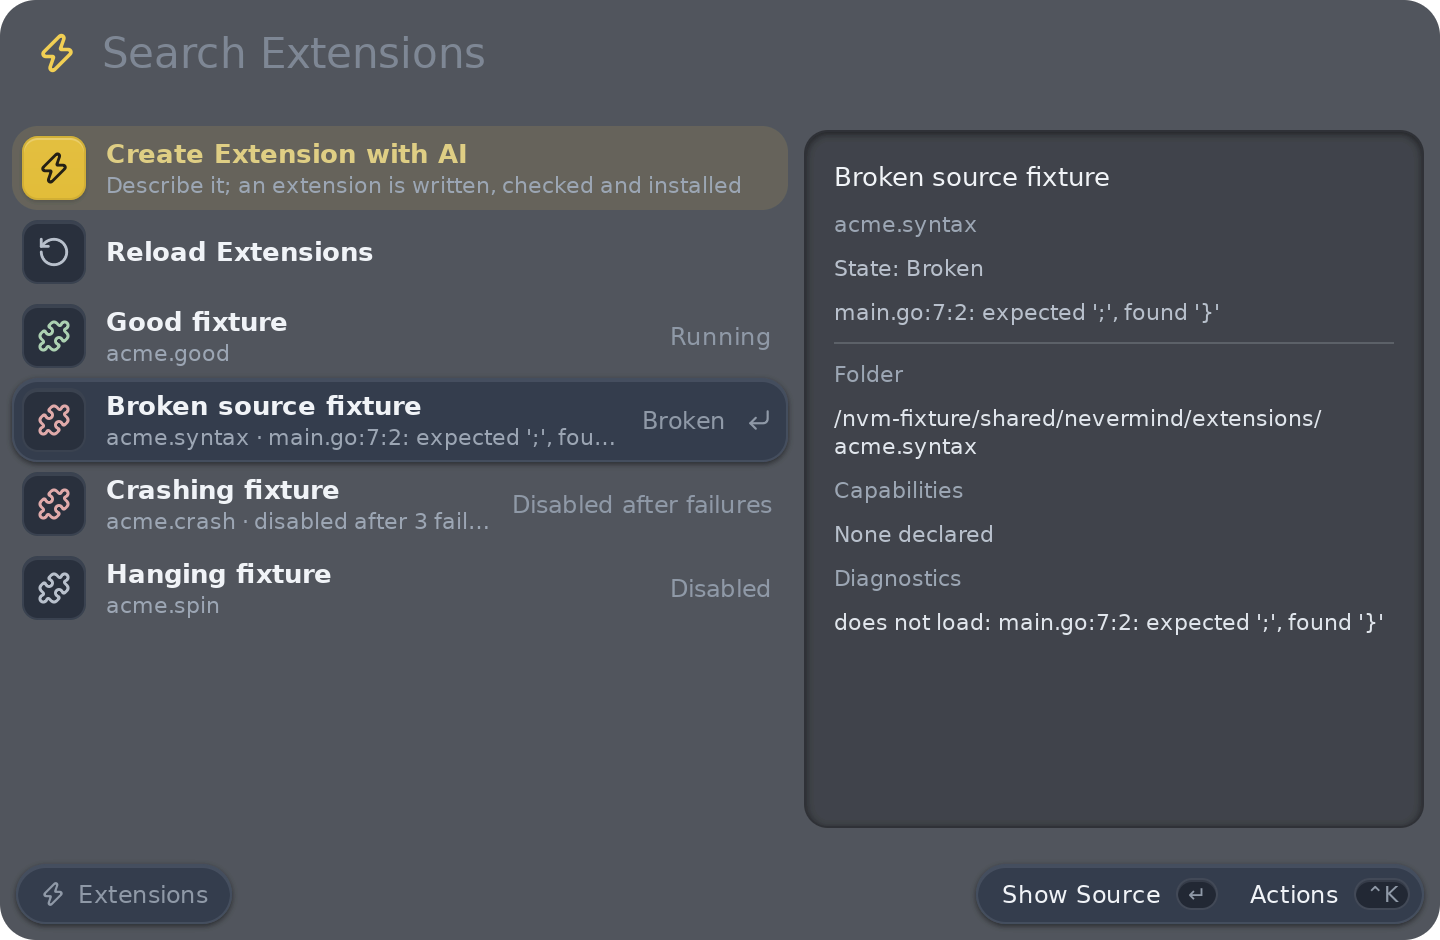 Search Extensions
Create Extension with AI
Describe it; an extension is written, checked and installed
Reload Extensions
Good fixture
acme.good
Running
Broken source fixture
acme.syntax · main.go:7:2: expected ';', fou…
Broken
Crashing fixture
acme.crash · disabled after 3 fail…
Disabled after failures
Hanging fixture
acme.spin
Disabled
Broken source fixture
acme.syntax
State: Broken
main.go:7:2: expected ';', found '}'
Folder
/nvm-fixture/shared/nevermind/extensions/
acme.syntax
Capabilities
None declared
Diagnostics
does not load: main.go:7:2: expected ';', found '}'
Extensions
Show Source ↵ Actions ^K